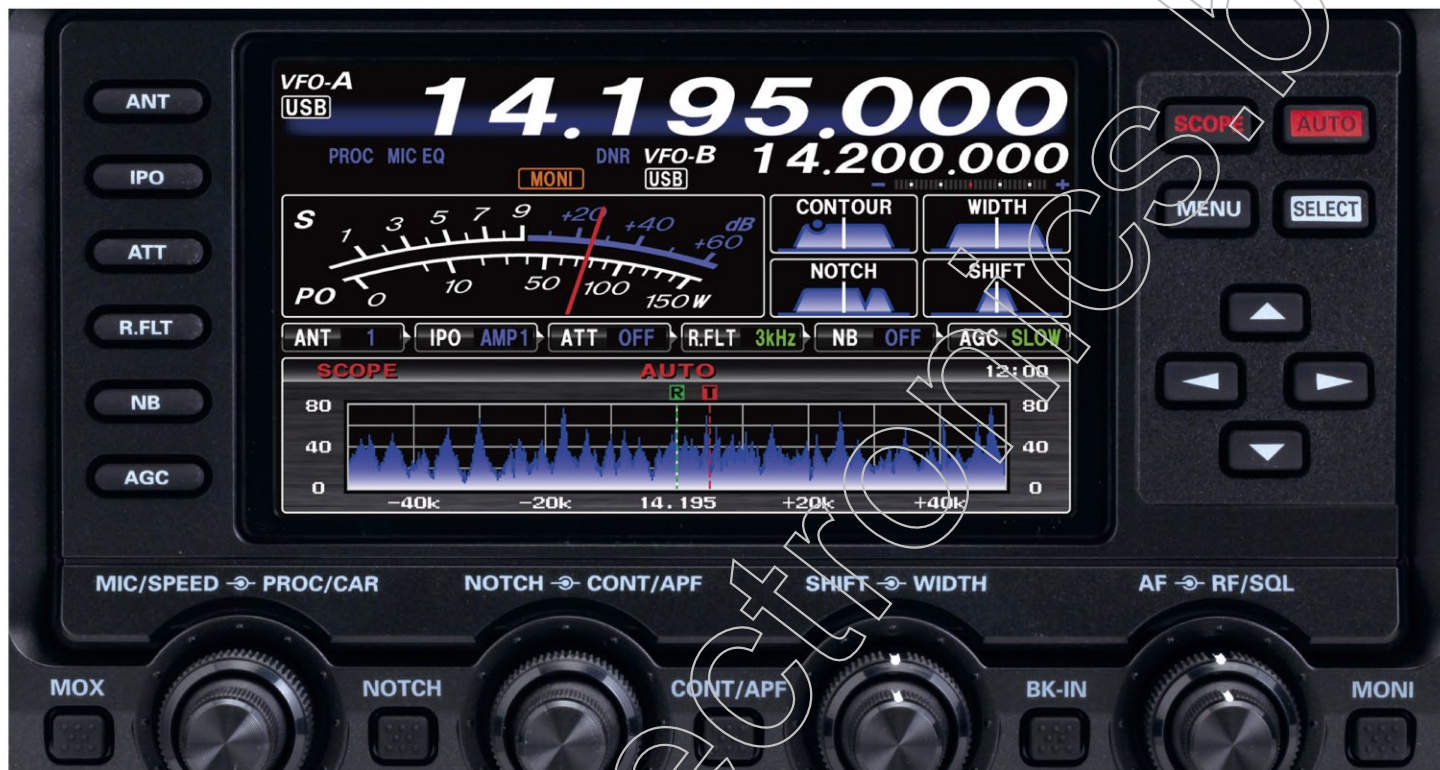 ANT
IPO
ATT
R.FLT
NB
AGC
VFO-A
USB
14.195.000
PROC MIC EQ
DNR
VFO-B
14.200.000
MONI
USB
− +
S
1 3 5 7 9 +20 +40 +60 dB
PO
0 10 50 100 150 W
CONTOUR
WIDTH
NOTCH
SHIFT
ANT 1 IPO AMP1 ATT OFF R.FLT 3kHz NB OFF AGC SLOW
SCOPE AUTO 12:00
R T
80 80
40 40
0 0
−40k −20k 14.195 +20k +40k
SCOPE
AUTO
MENU
SELECT
MIC/SPEED PROC/CAR
NOTCH CONT/APF
SHIFT WIDTH
AF RF/SQL
MOX
NOTCH
CONT/APF
BK-IN
MONI
ectronics.b